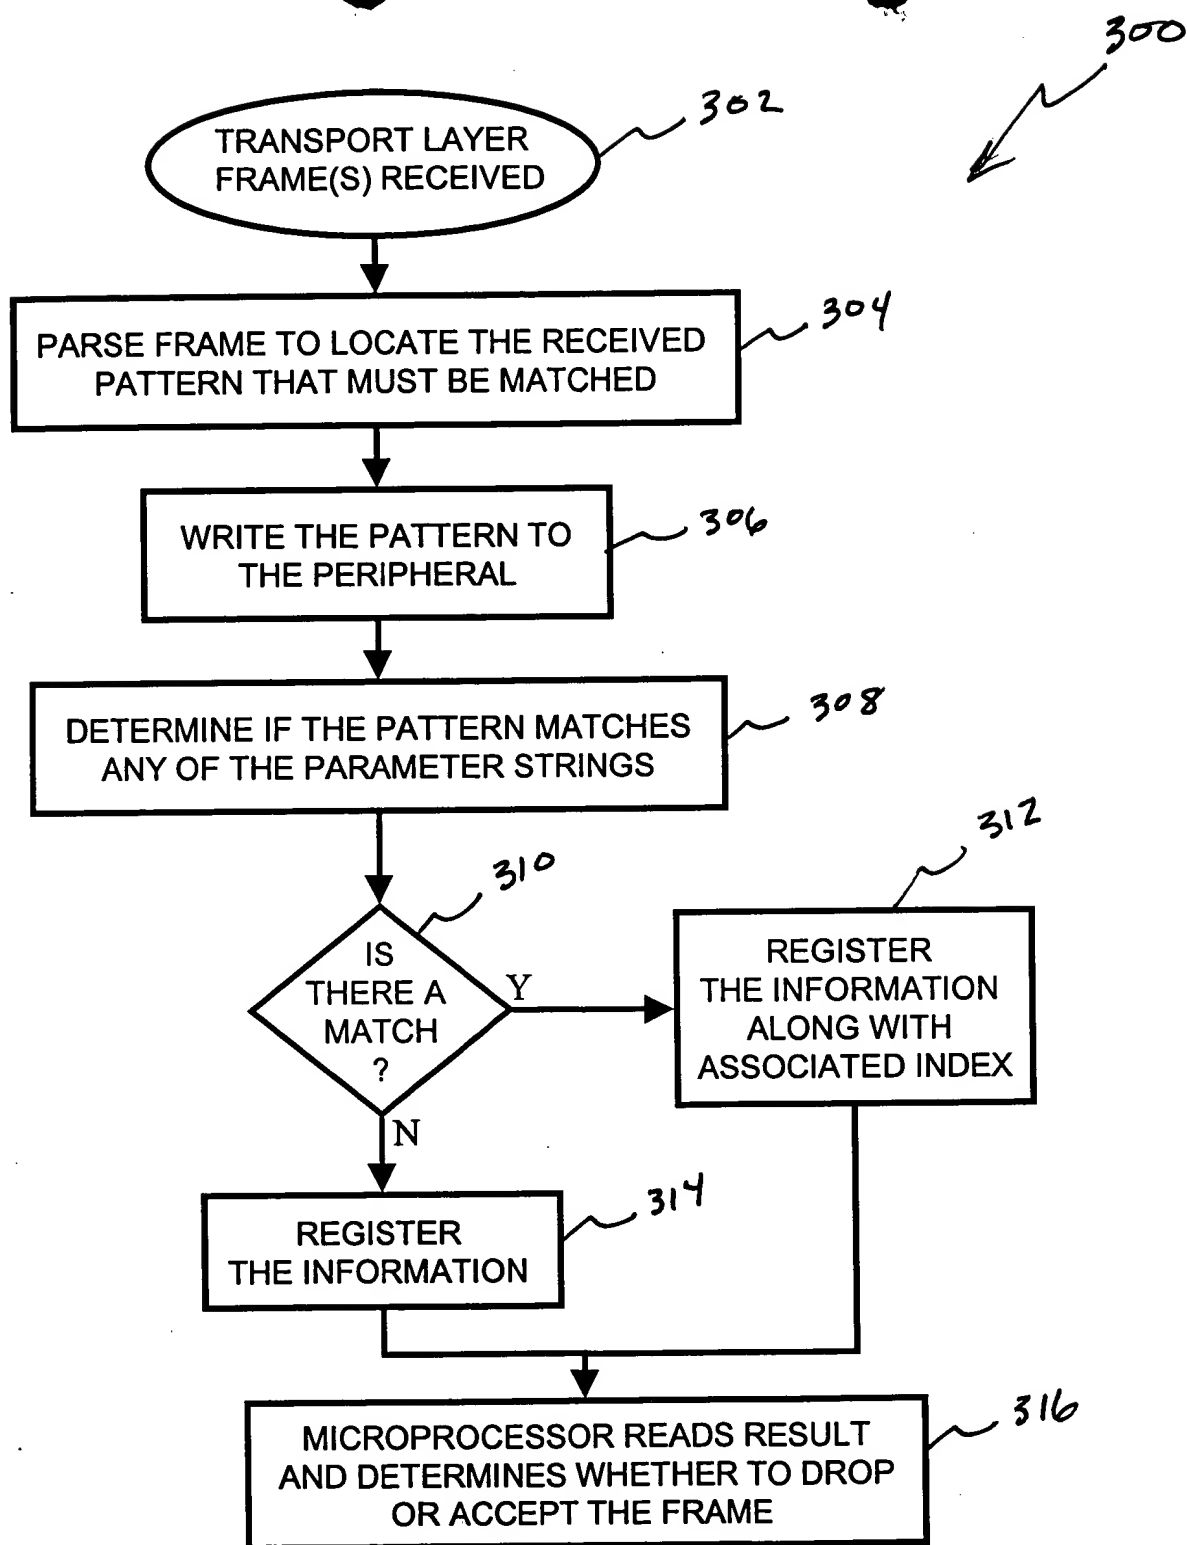 300
302
TRANSPORT LAYER
FRAME(S) RECEIVED
304
PARSE FRAME TO LOCATE THE RECEIVED
PATTERN THAT MUST BE MATCHED
306
WRITE THE PATTERN TO
THE PERIPHERAL
308
DETERMINE IF THE PATTERN MATCHES
ANY OF THE PARAMETER STRINGS
310
312
IS
THERE A
MATCH
?
Y
REGISTER
THE INFORMATION
ALONG WITH
ASSOCIATED INDEX
N
314
REGISTER
THE INFORMATION
316
MICROPROCESSOR READS RESULT
AND DETERMINES WHETHER TO DROP
OR ACCEPT THE FRAME